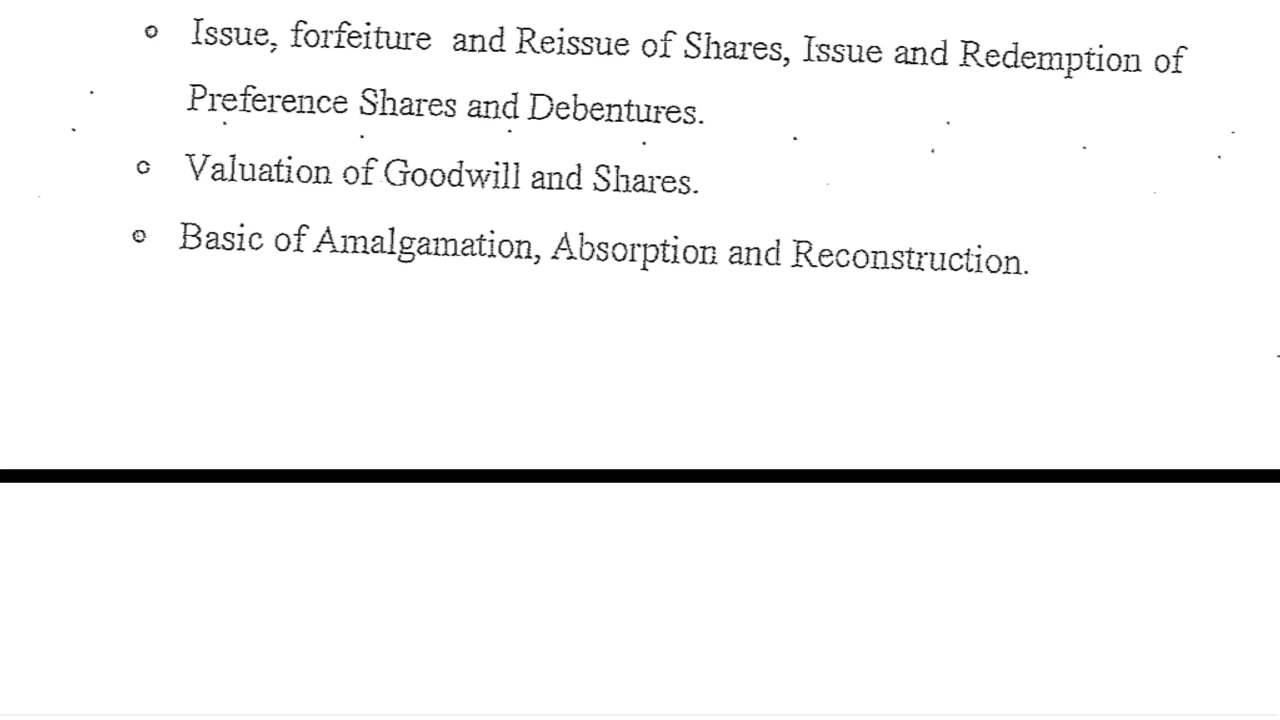 Issue, forfeiture and Reissue of Shares, Issue and Redemption of
Preference Shares and Debentures.
Valuation of Goodwill and Shares.
Basic of Amalgamation, Absorption and Reconstruction.